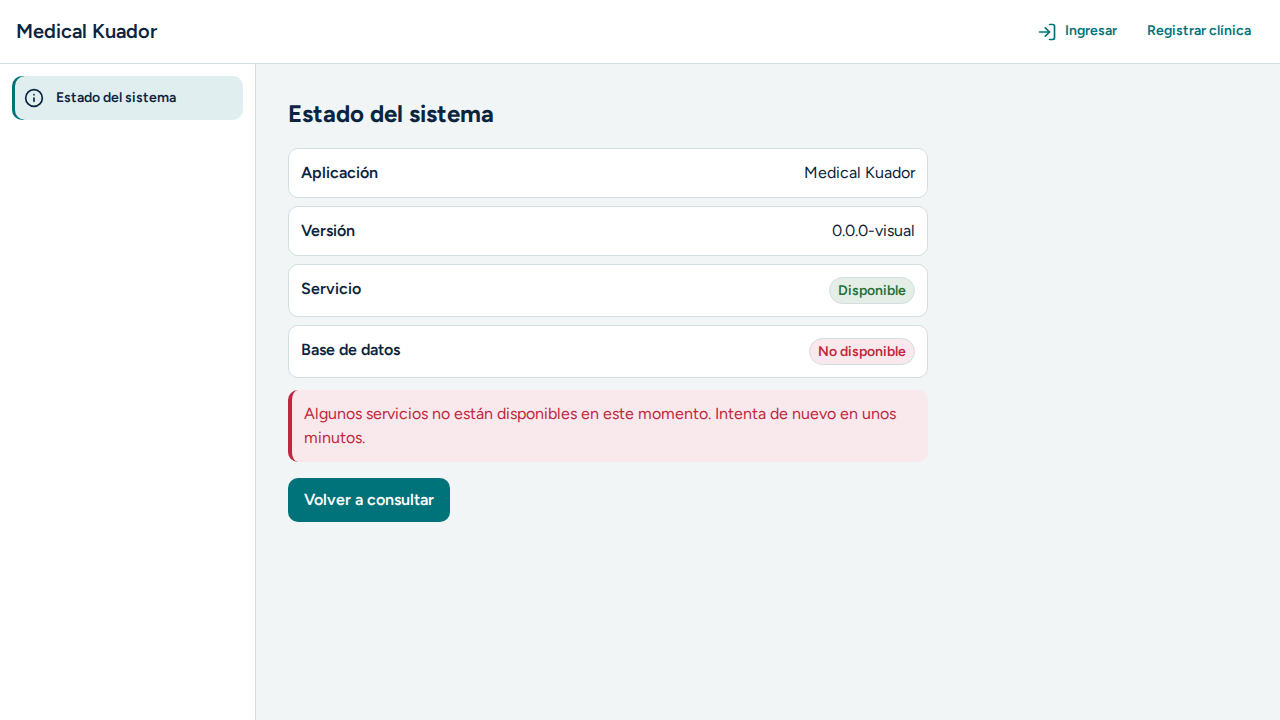 Medical Kuador
Ingresar
Registrar clínica
Estado del sistema
Estado del sistema
Aplicación
Medical Kuador
Versión
0.0.0-visual
Servicio
Disponible
Base de datos
No disponible
Algunos servicios no están disponibles en este momento. Intenta de nuevo en unos
minutos.
Volver a consultar